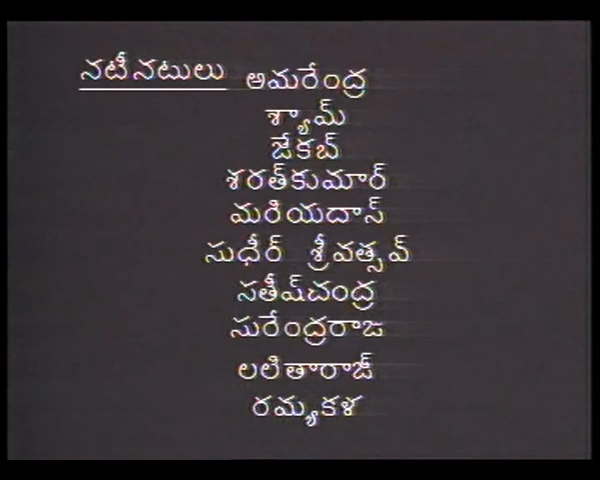 నటీనటులు అమరేంద్ర
శ్యామ్
జేకబ్
శరత్‌కుమార్
మరియదాస్
సుధీర్ శ్రీవత్సవ్
సతీష్‌చంద్ర
సురేంద్రరాజ
లలితారాజ్
రమ్యకళ